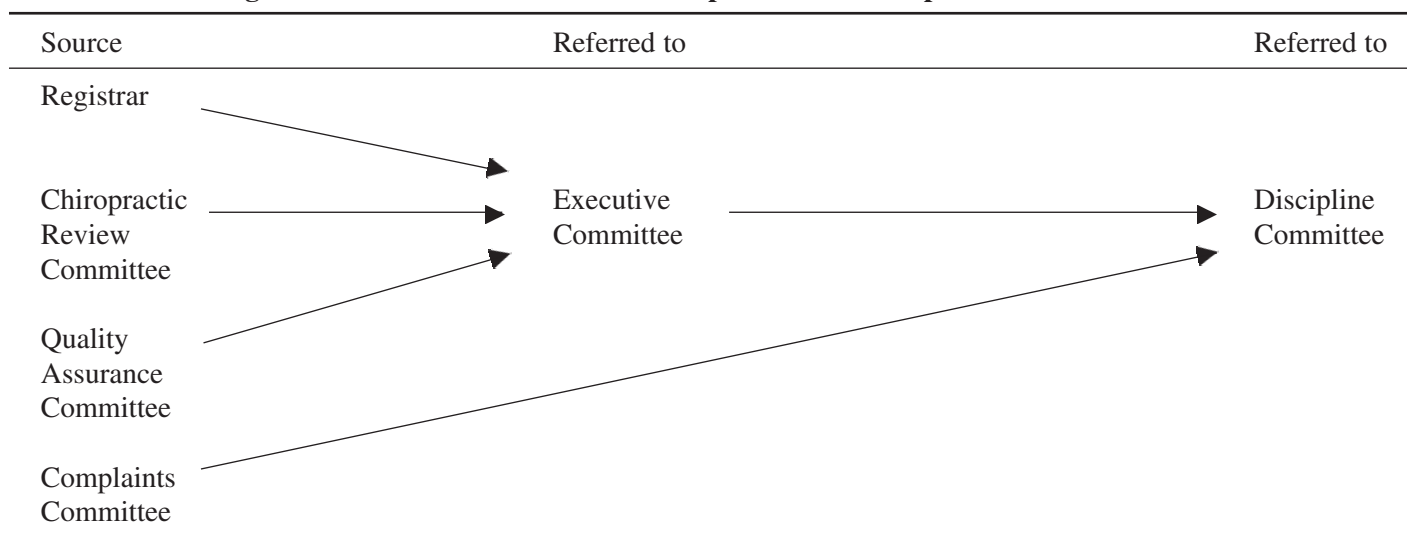 Source Referred to Referred to
Registrar
Chiropractic
Review
Committee
Executive
Committee
Discipline
Committee
Quality
Assurance
Committee
Complaints
Committee